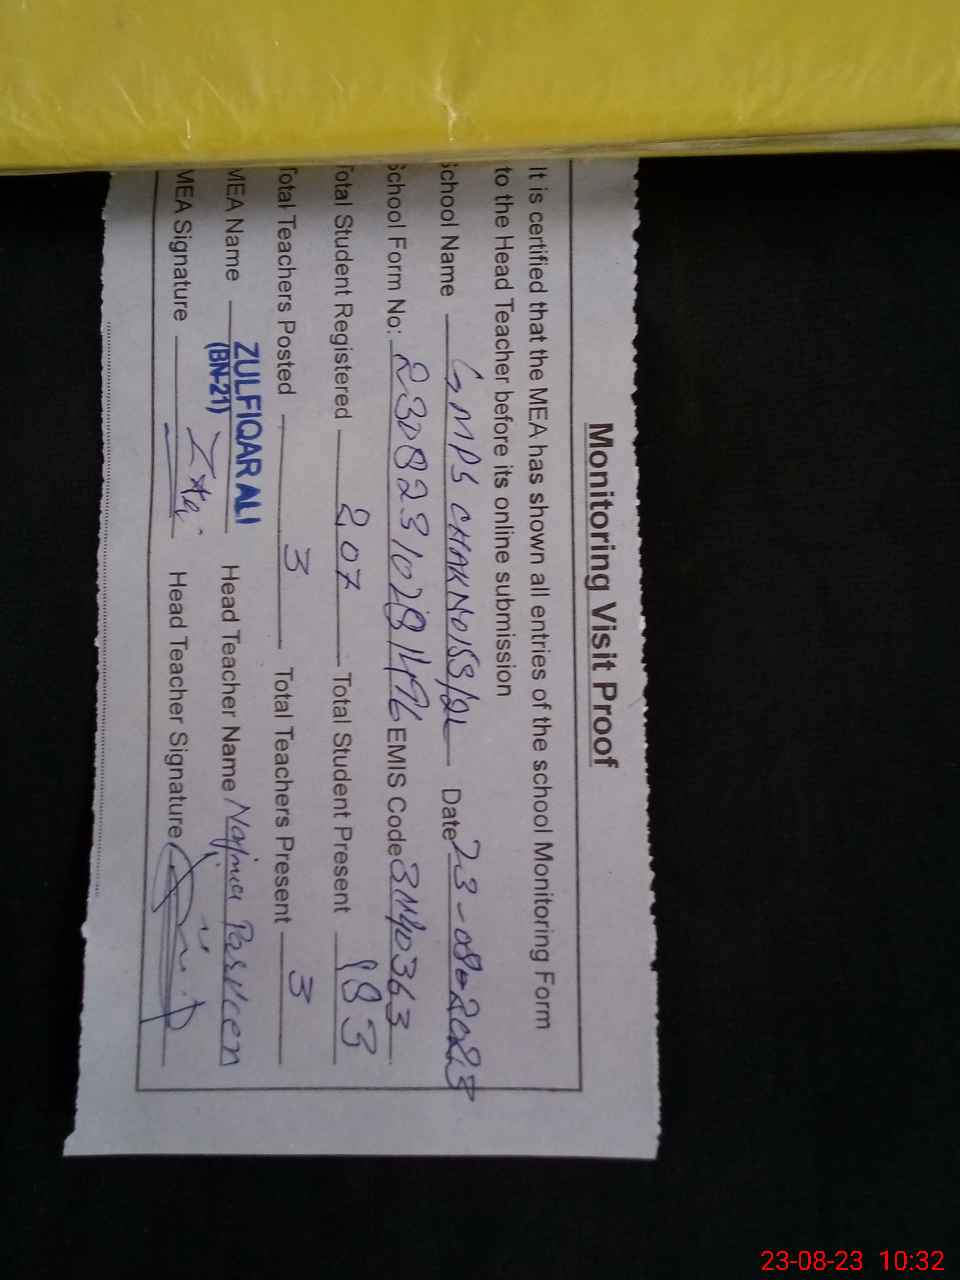 Monitoring Visit Proof
It is certified that the MEA has shown all entries of the school Monitoring Form
to the Head Teacher before its online submission
School Name GMPS CHAK NO 155/9L Date 23-08-2023
School Form No: 23082310281496 EMIS Code 31140363
Total Student Registered 207 Total Student Present 183
Total Teachers Posted 3 Total Teachers Present 3
MEA Name ZULFIQAR ALI Head Teacher Name Najma Parveen
(BN-21)
MEA Signature Head Teacher Signature
23-08-23 10:32